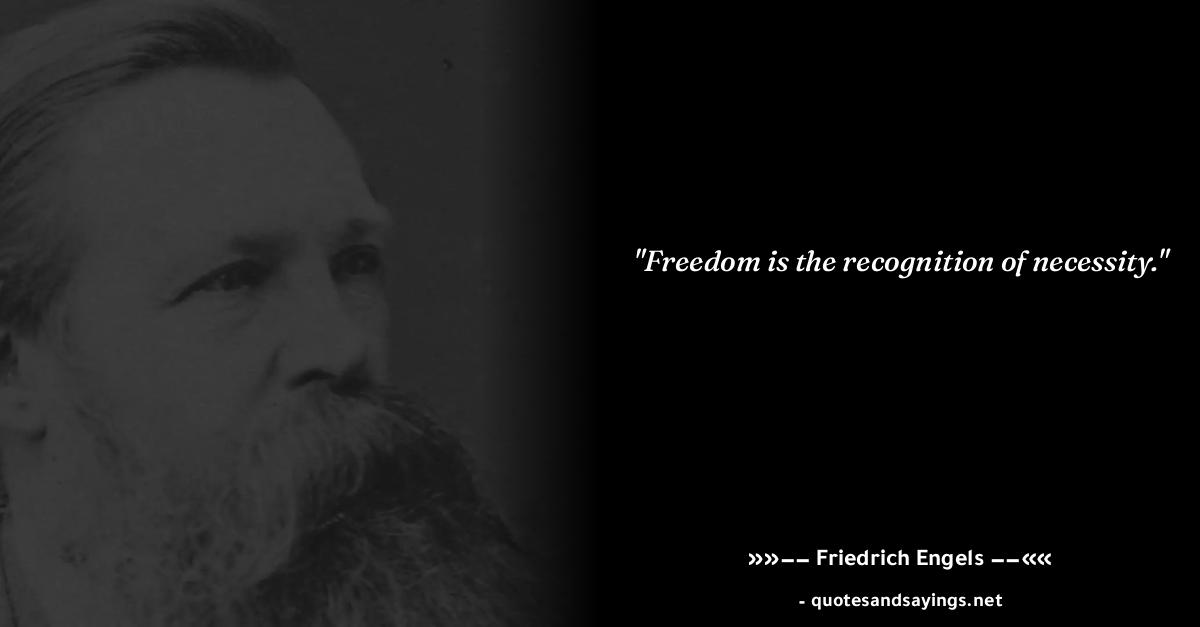 "Freedom is the recognition of necessity."
»»–– Friedrich Engels ––««
- quotesandsayings.net